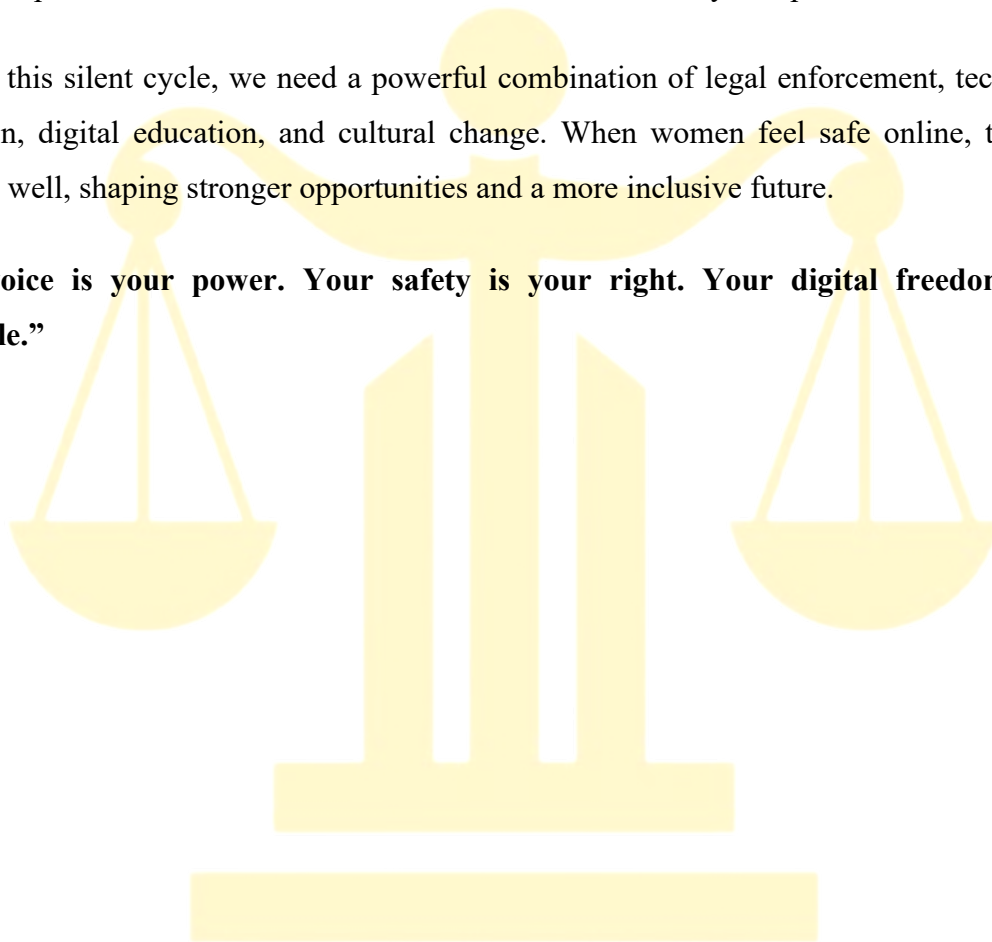 this silent cycle, we need a powerful combination of legal enforcement, tec
n, digital education, and cultural change. When women feel safe online, t
well, shaping stronger opportunities and a more inclusive future.
oice is your power. Your safety is your right. Your digital freedo
le.”